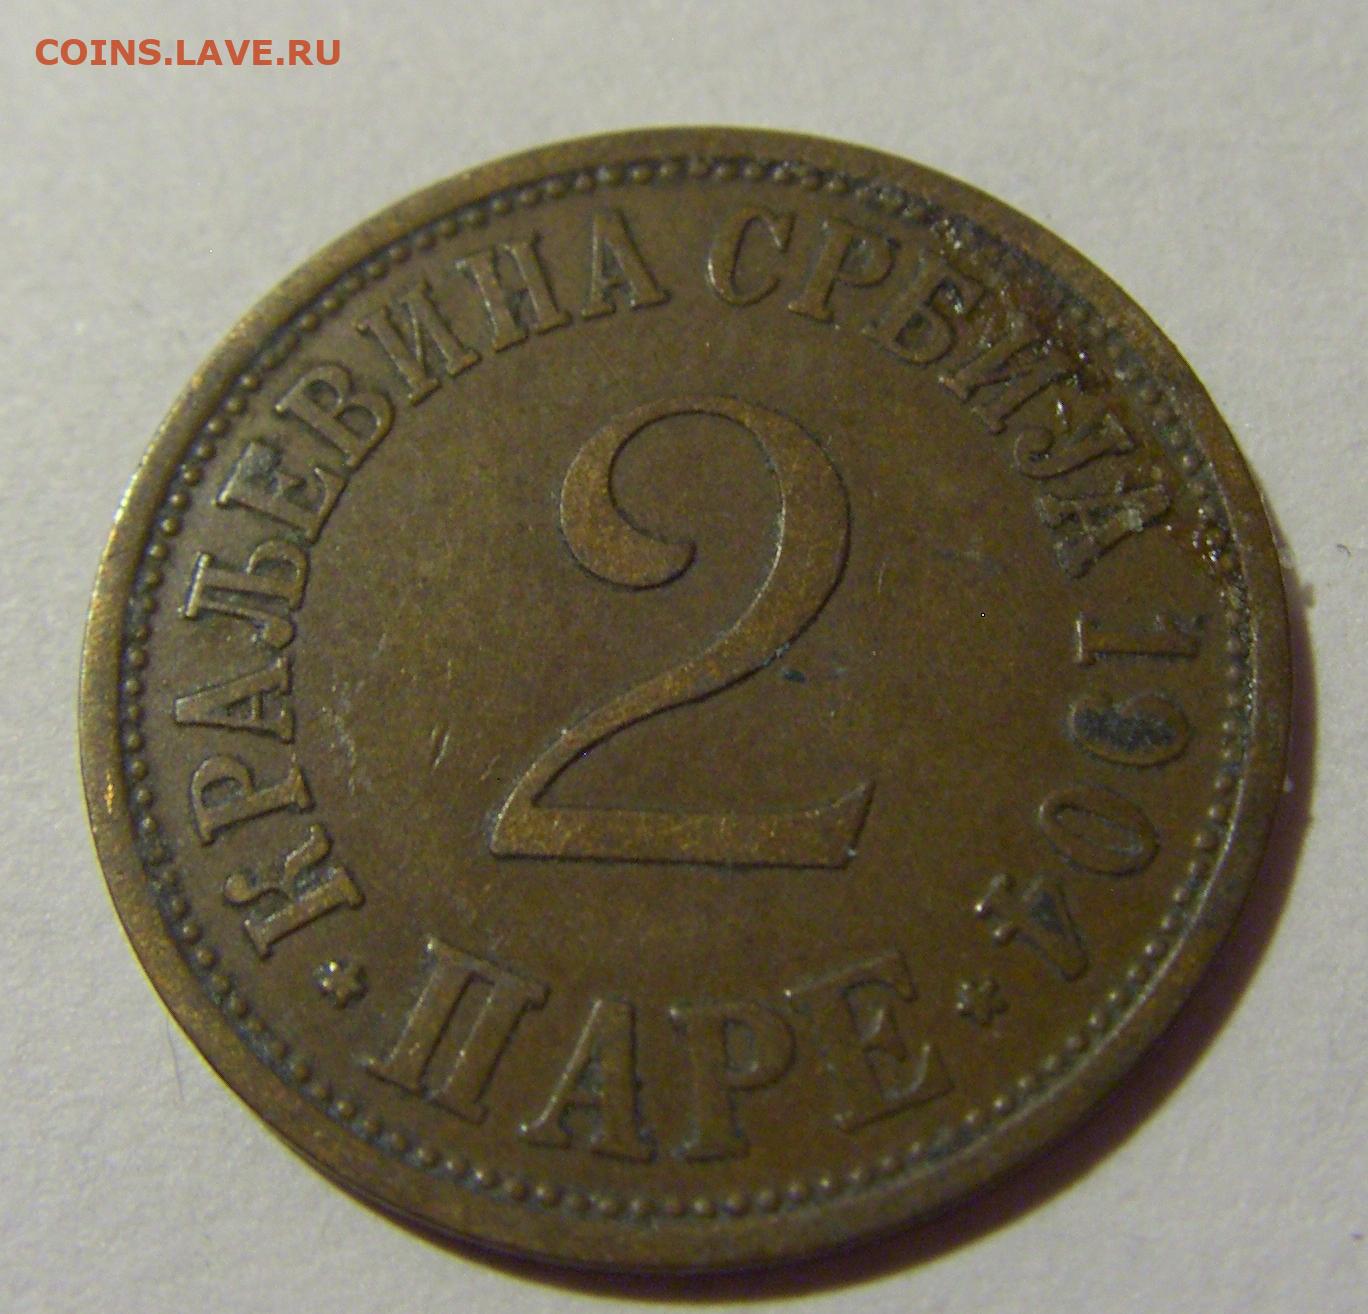 COINS.LAVE.RU
КРАЉЕВИНА СРБИЈА 1904
2
ПАРЕ